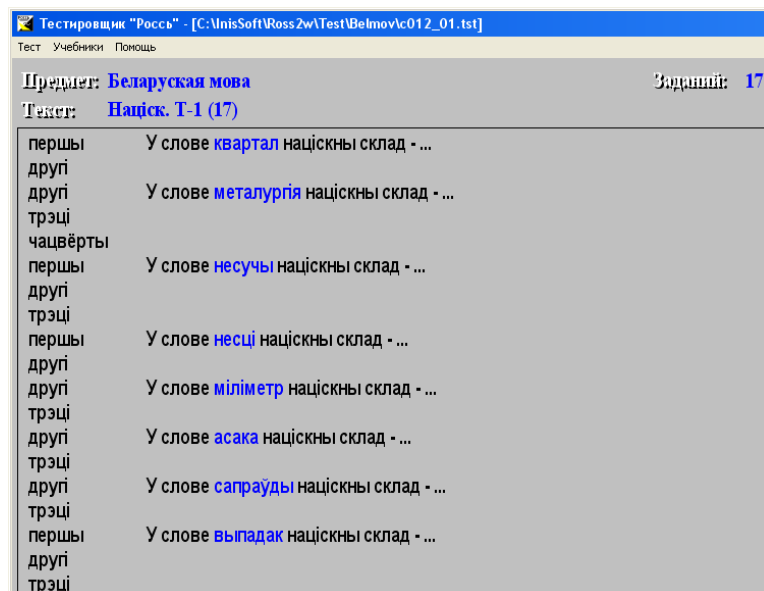 Тестировщик "Россь" - [C:\InisSoft\Ross2w\Test\Belmov\c012_01.tst]
Тест Учебники Помощь
Предмет: Беларуская мова Заданий: 17
Текст: Націск. Т-1 (17)
першы У слове квартал націскны склад - ...
другі
другі У слове металургія націскны склад - ...
трэці
чацвёрты
першы У слове несучы націскны склад - ...
другі
трэці
першы У слове несці націскны склад - ...
другі
другі У слове міліметр націскны склад - ...
трэці
другі У слове асака націскны склад - ...
трэці
другі У слове сапраўды націскны склад - ...
трэці
першы У слове выпадак націскны склад - ...
другі
трэці